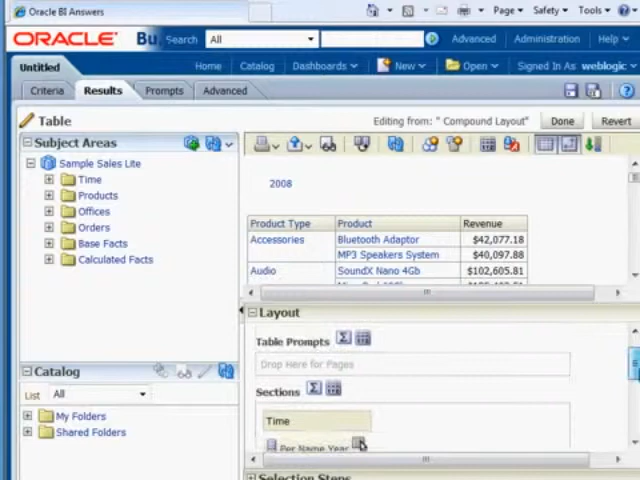 Oracle BI Answers
Page
Safety
Tools
ORACLE
Bu
Search
All
Advanced
Administration
Help
Untitled
Home
Catalog
Dashboards
New
Open
Signed In As weblogic
Criteria
Results
Prompts
Advanced
Table
Editing from: " Compound Layout"
Done
Revert
Subject Areas
Sample Sales Lite
Time
Products
Offices
Orders
Base Facts
Calculated Facts
2008
Product Type Product Revenue
Accessories Bluetooth Adaptor $42,077.18
MP3 Speakers System $40,097.88
Audio SoundX Nano 4Gb $102,605.81
Layout
Table Prompts
Drop Here for Pages
Sections
Time
Per Name Year
Catalog
List All
My Folders
Shared Folders
Selection Steps